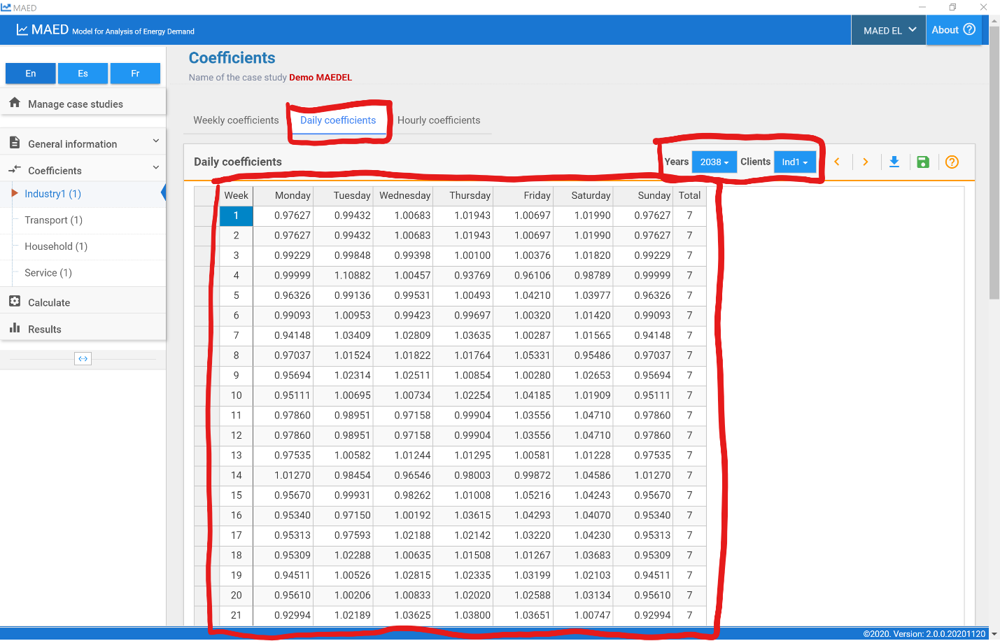 MAED
MAED Model for Analysis of Energy Demand
MAED EL
About
En Es Fr
Manage case studies
General information
Coefficients
Industry1 (1)
Transport (1)
Household (1)
Service (1)
Calculate
Results
Coefficients
Name of the case study Demo MAEDEL
Weekly coefficients Daily coefficients Hourly coefficients
Daily coefficients Years 2038 Clients Ind1
Week Monday Tuesday Wednesday Thursday Friday Saturday Sunday Total
1 0.97627 0.99432 1.00683 1.01943 1.00697 1.01990 0.97627 7
2 0.97627 0.99432 1.00683 1.01943 1.00697 1.01990 0.97627 7
3 0.99229 0.99848 0.99398 1.00100 1.00376 1.01820 0.99229 7
4 0.99999 1.10882 1.00457 0.93769 0.96106 0.98789 0.99999 7
5 0.96326 0.99136 0.99531 1.00493 1.04210 1.03977 0.96326 7
6 0.99093 1.00953 0.99423 0.99697 1.00320 1.01420 0.99093 7
7 0.94148 1.03409 1.02809 1.03635 1.00287 1.01565 0.94148 7
8 0.97037 1.01524 1.01822 1.01764 1.05331 0.95486 0.97037 7
9 0.95694 1.02314 1.02511 1.00854 1.00280 1.02653 0.95694 7
10 0.95111 1.00695 1.00734 1.02254 1.04185 1.01909 0.95111 7
11 0.97860 0.98951 0.97158 0.99904 1.03556 1.04710 0.97860 7
12 0.97860 0.98951 0.97158 0.99904 1.03556 1.04710 0.97860 7
13 0.97535 1.00582 1.01244 1.01295 1.00581 1.01228 0.97535 7
14 1.01270 0.98454 0.96546 0.98003 0.99872 1.04586 1.01270 7
15 0.95670 0.99931 0.98262 1.01008 1.05216 1.04243 0.95670 7
16 0.95340 0.97150 1.00192 1.03615 1.04293 1.04070 0.95340 7
17 0.95313 0.97593 1.02188 1.02142 1.03220 1.04230 0.95313 7
18 0.95309 1.02288 1.00635 1.01508 1.01267 1.03683 0.95309 7
19 0.94511 1.00526 1.02815 1.02335 1.03199 1.02103 0.94511 7
20 0.95610 1.00206 1.00833 1.02020 1.02588 1.03134 0.95610 7
21 0.92994 1.02189 1.03625 1.03800 1.03651 1.00747 0.92994 7
©2020. Version: 2.0.0.20201120